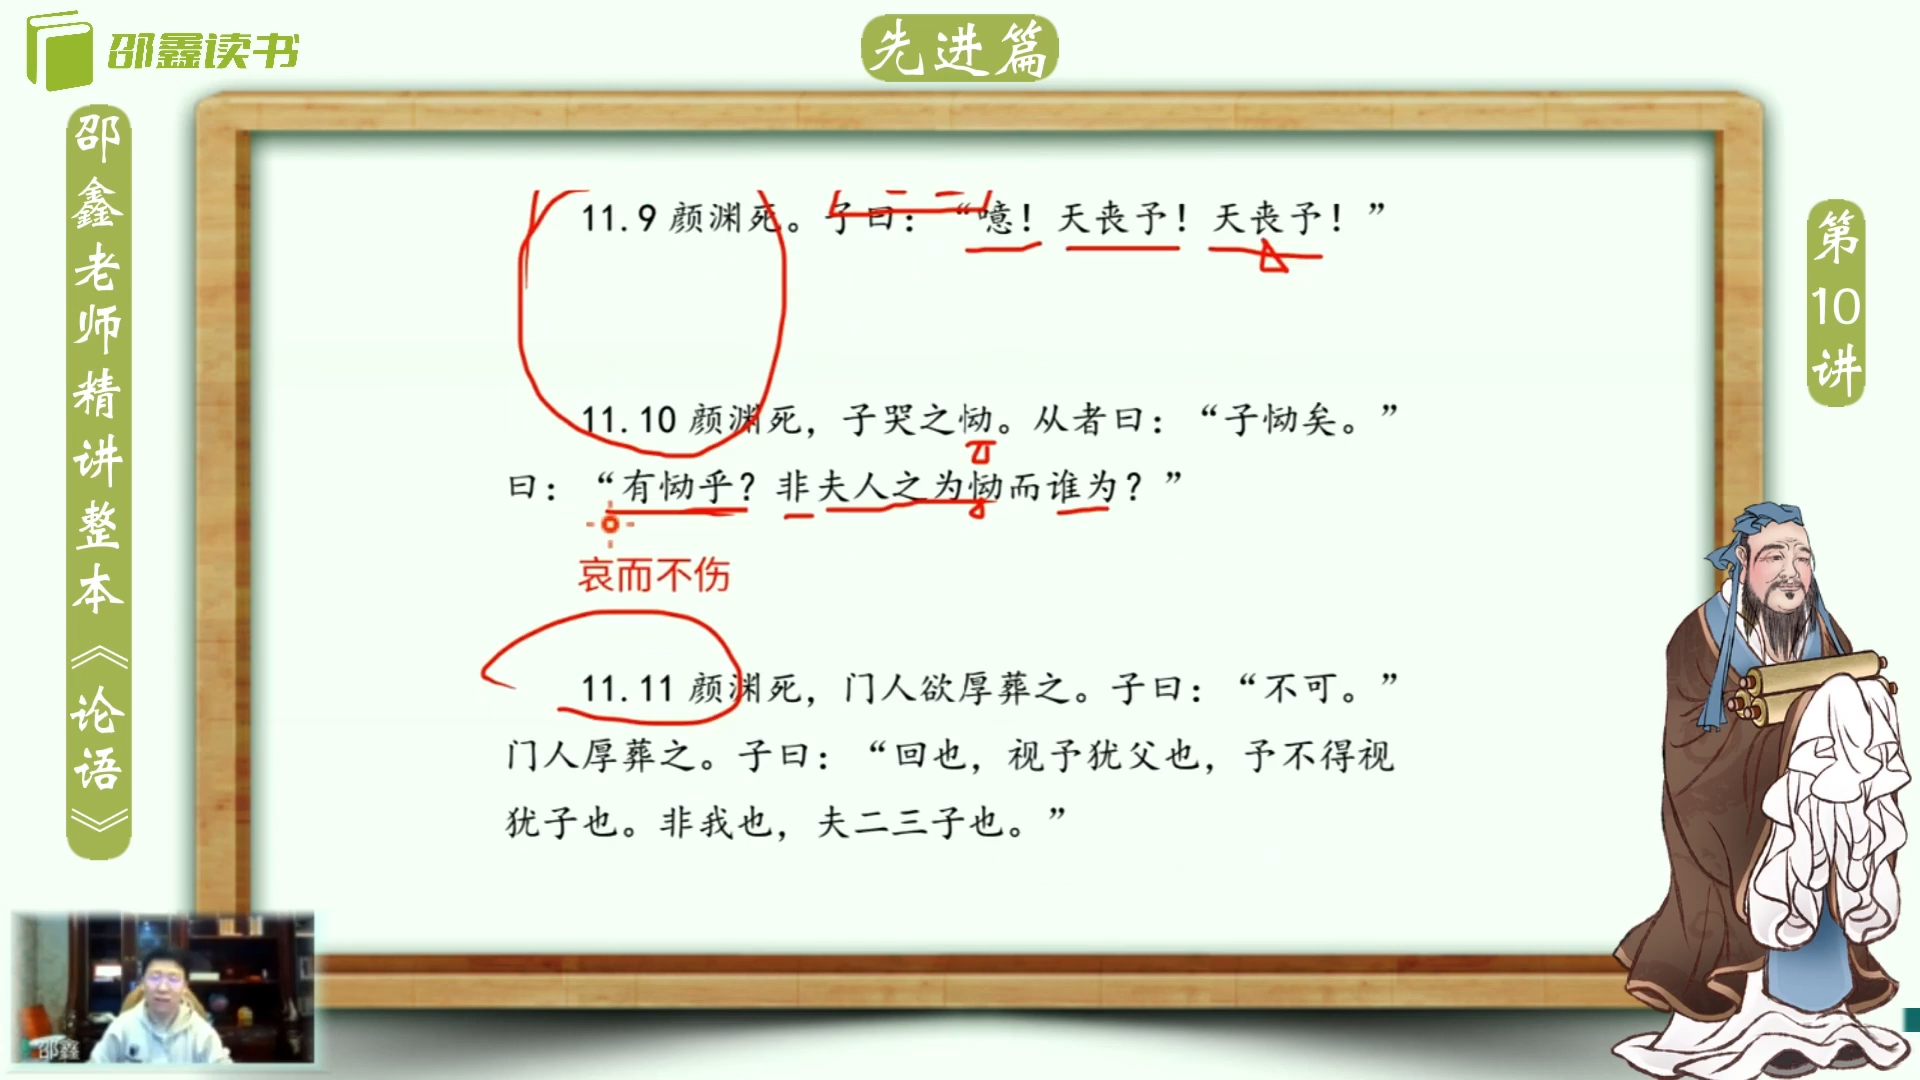 邵鑫读书
先进篇
邵鑫老师精讲整本《论语》
第10讲
11.9 颜渊死。子曰：“噫！天丧予！天丧予！”
11.10 颜渊死，子哭之恸。从者曰：“子恸矣。”
曰：“有恸乎？非夫人之为恸而谁为？”
哀而不伤
11.11 颜渊死，门人欲厚葬之。子曰：“不可。”
门人厚葬之。子曰：“回也，视予犹父也，予不得视
犹子也。非我也，夫二三子也。”
邵鑫